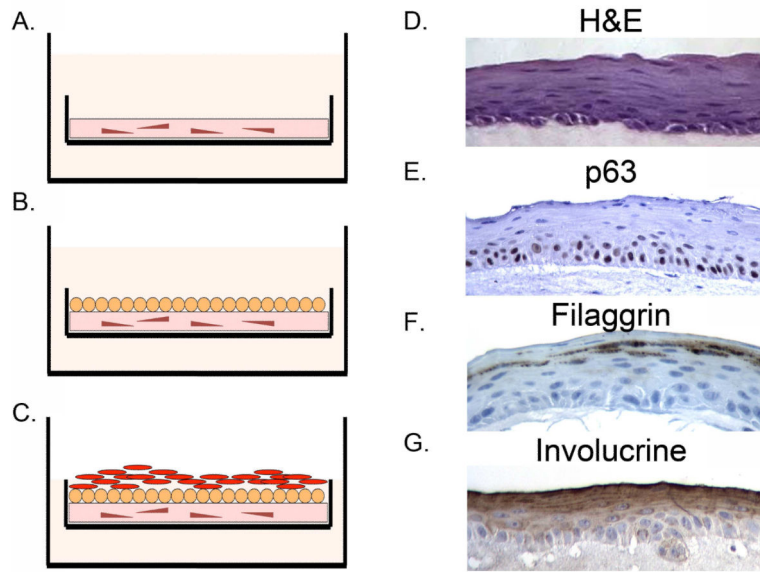 A.
B.
C.
D.
H&E
E.
p63
F.
Filaggrin
G.
Involucrine